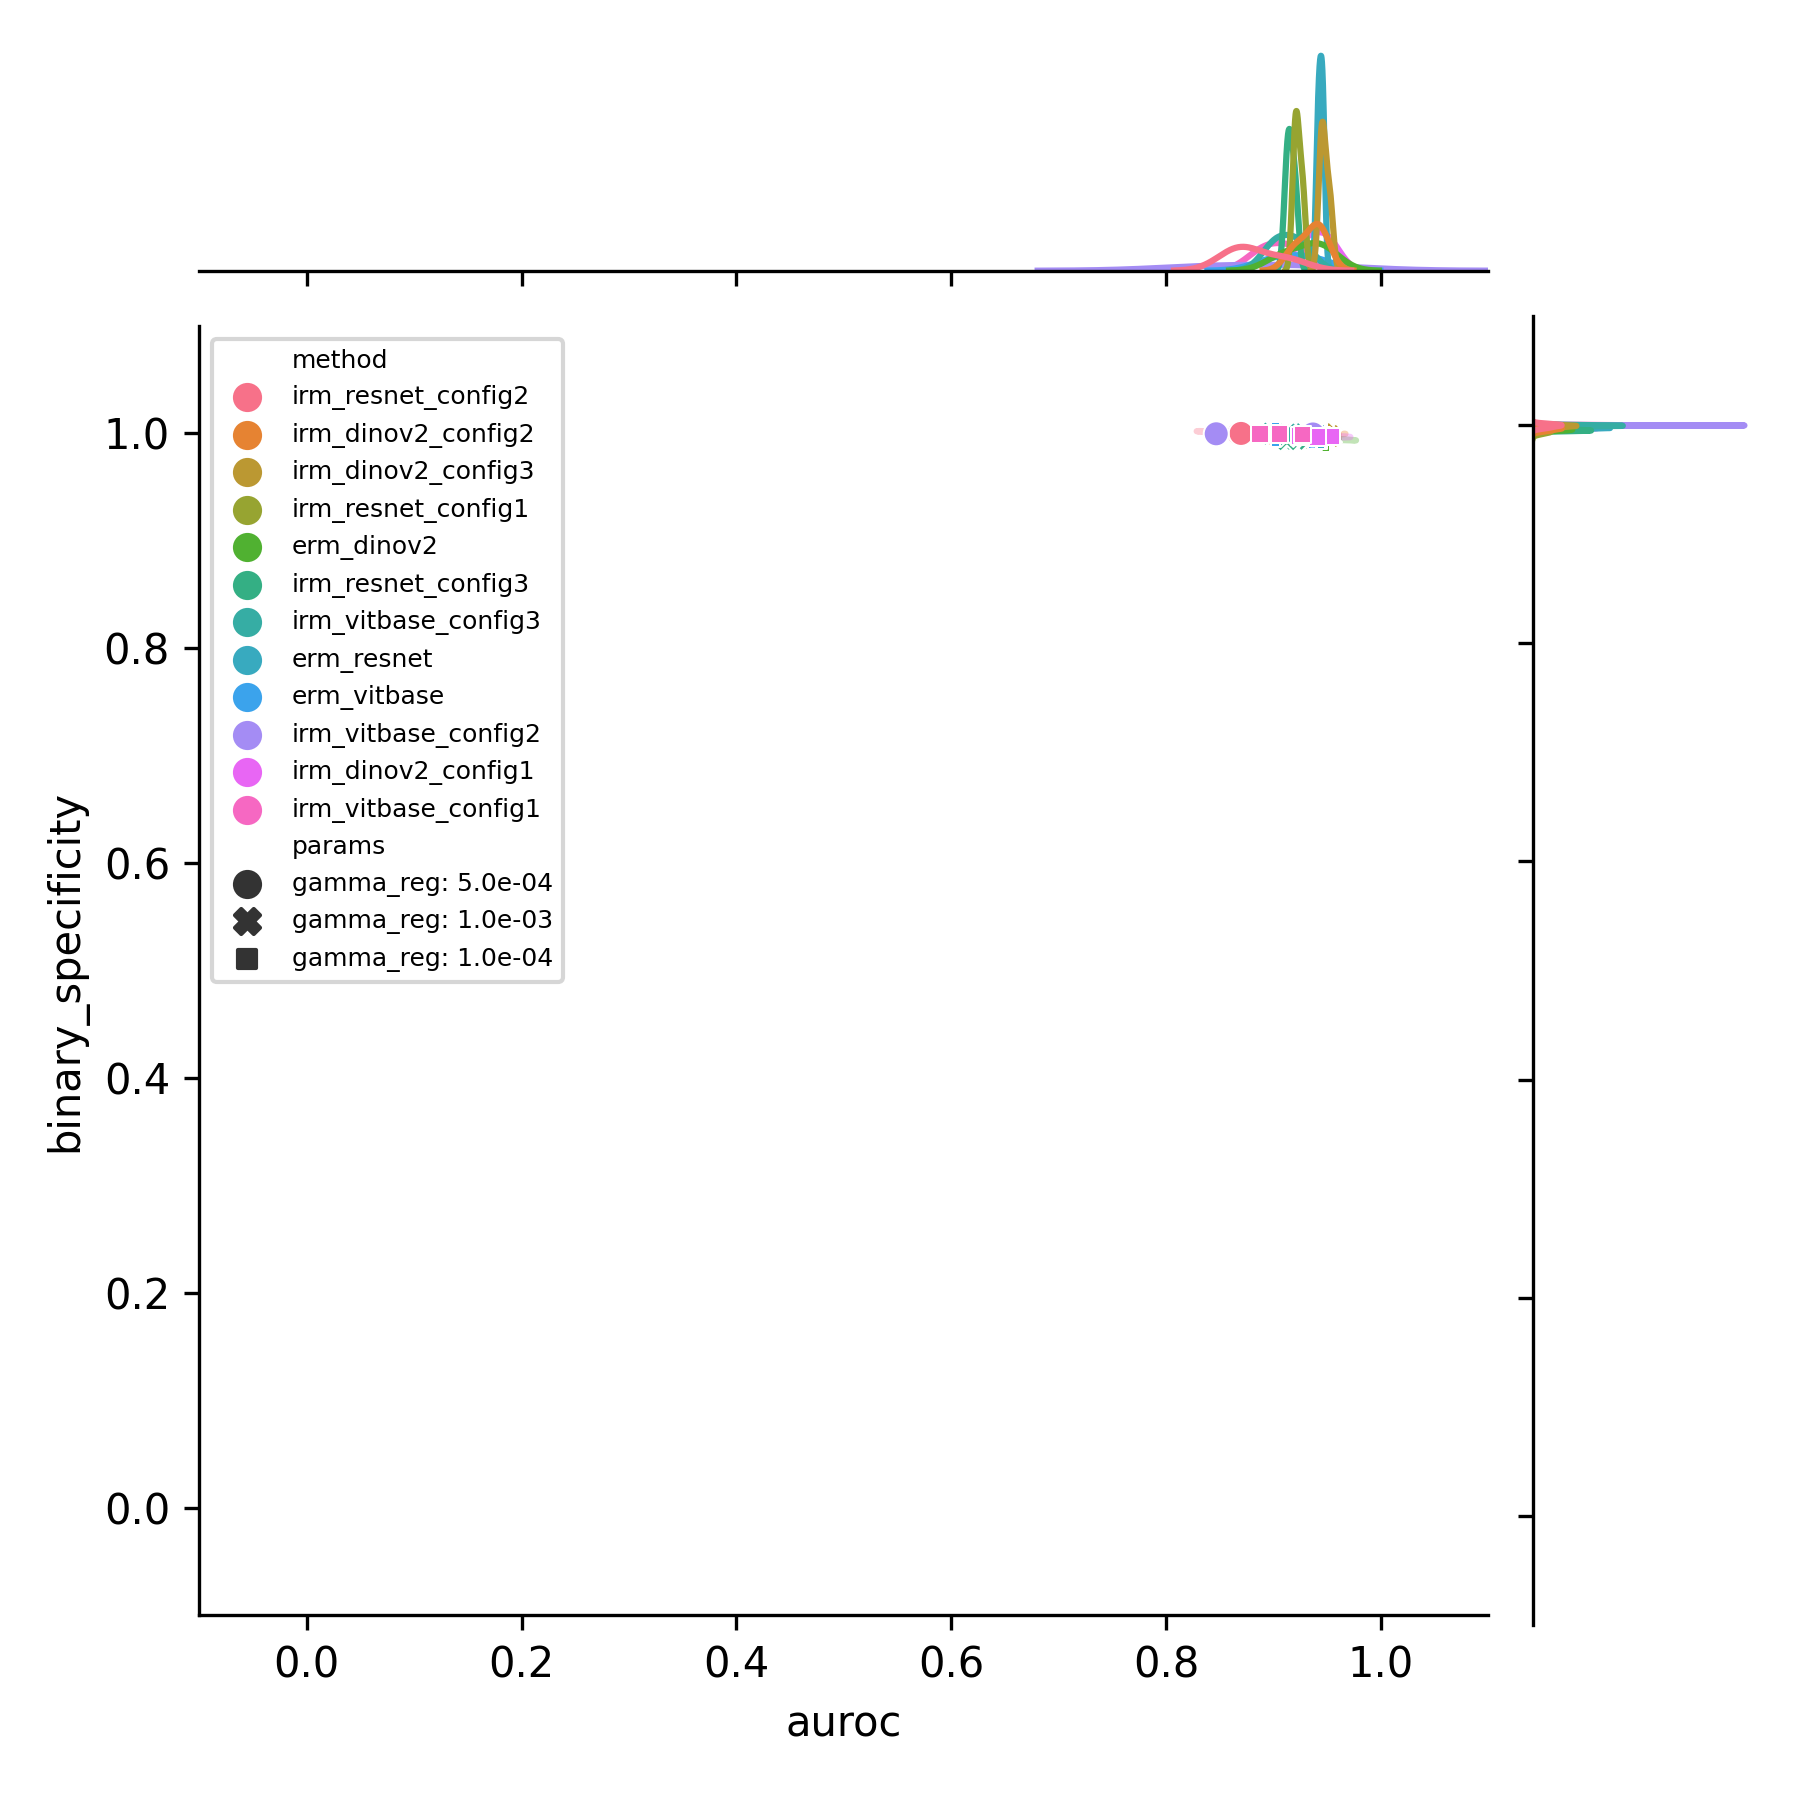 method
irm_resnet_config2
irm_dinov2_config2
irm_dinov2_config3
irm_resnet_config1
erm_dinov2
irm_resnet_config3
irm_vitbase_config3
erm_resnet
erm_vitbase
irm_vitbase_config2
irm_dinov2_config1
irm_vitbase_config1
params
gamma_reg: 5.0e-04
gamma_reg: 1.0e-03
gamma_reg: 1.0e-04
binary_specificity
1.0
0.8
0.6
0.4
0.2
0.0
0.0 0.2 0.4 0.6 0.8 1.0
auroc